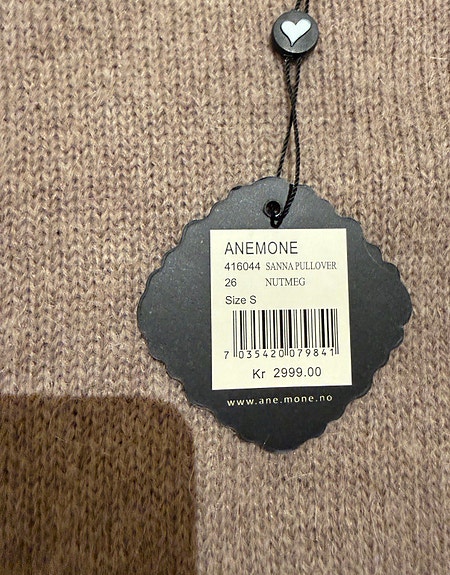 ANEMONE
416044 SANNA PULLOVER
26 NUTMEG
Size S
7 035420 079841
Kr 2999.00
www.ane.mone.no